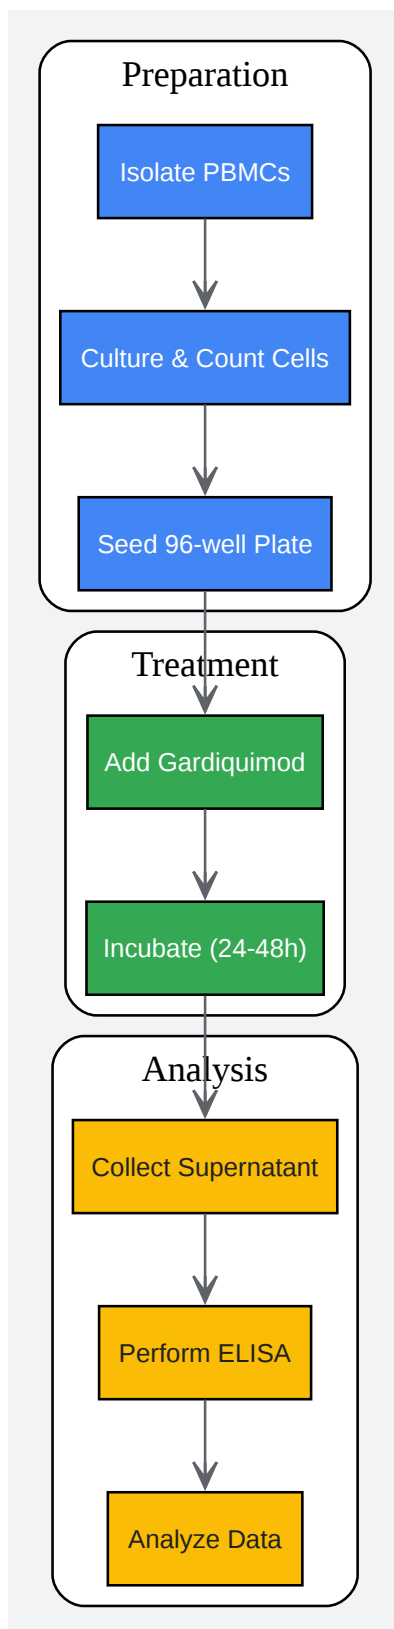 Preparation
Isolate PBMCs
Culture & Count Cells
Seed 96-well Plate
Treatment
Add Gardiquimod
Incubate (24-48h)
Analysis
Collect Supernatant
Perform ELISA
Analyze Data